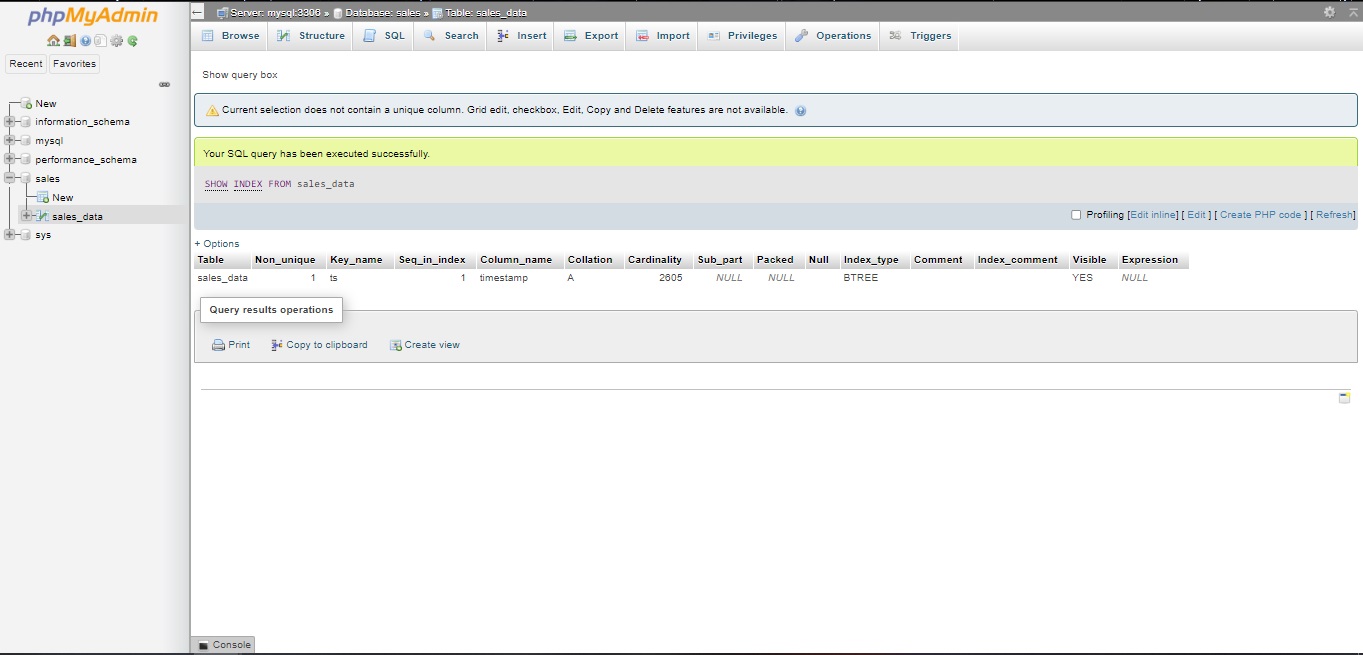 phpMyAdmin
Recent Favorites
New
information_schema
mysql
performance_schema
sales
New
sales_data
sys
Server: mysql:3306 » Database: sales » Table: sales_data
Browse Structure SQL Search Insert Export Import Privileges Operations Triggers
Show query box
Current selection does not contain a unique column. Grid edit, checkbox, Edit, Copy and Delete features are not available.
Your SQL query has been executed successfully.
SHOW INDEX FROM sales_data
Profiling [Edit inline] [ Edit ] [ Create PHP code ] [ Refresh]
+ Options
Table Non_unique Key_name Seq_in_index Column_name Collation Cardinality Sub_part Packed Null Index_type Comment Index_comment Visible Expression
sales_data 1 ts 1 timestamp A 2605 NULL NULL BTREE YES NULL
Query results operations
Print Copy to clipboard Create view
Console